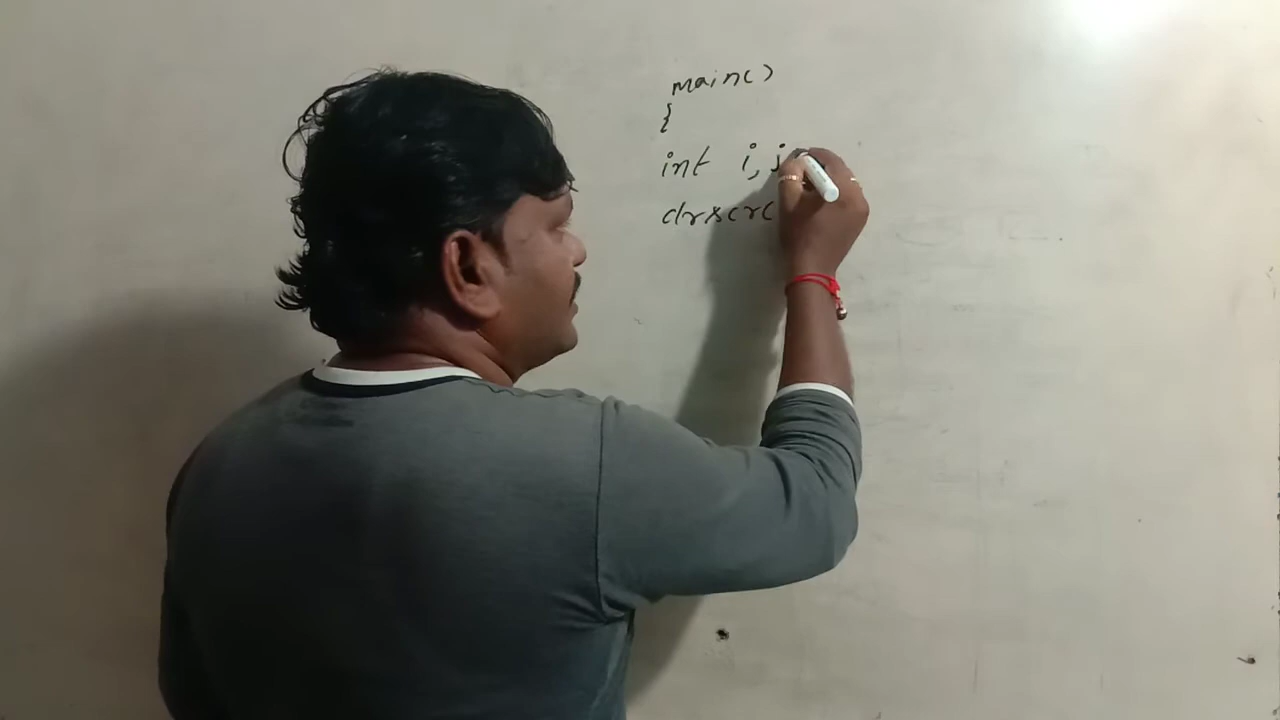 main()
{
int i,j
clrscr(